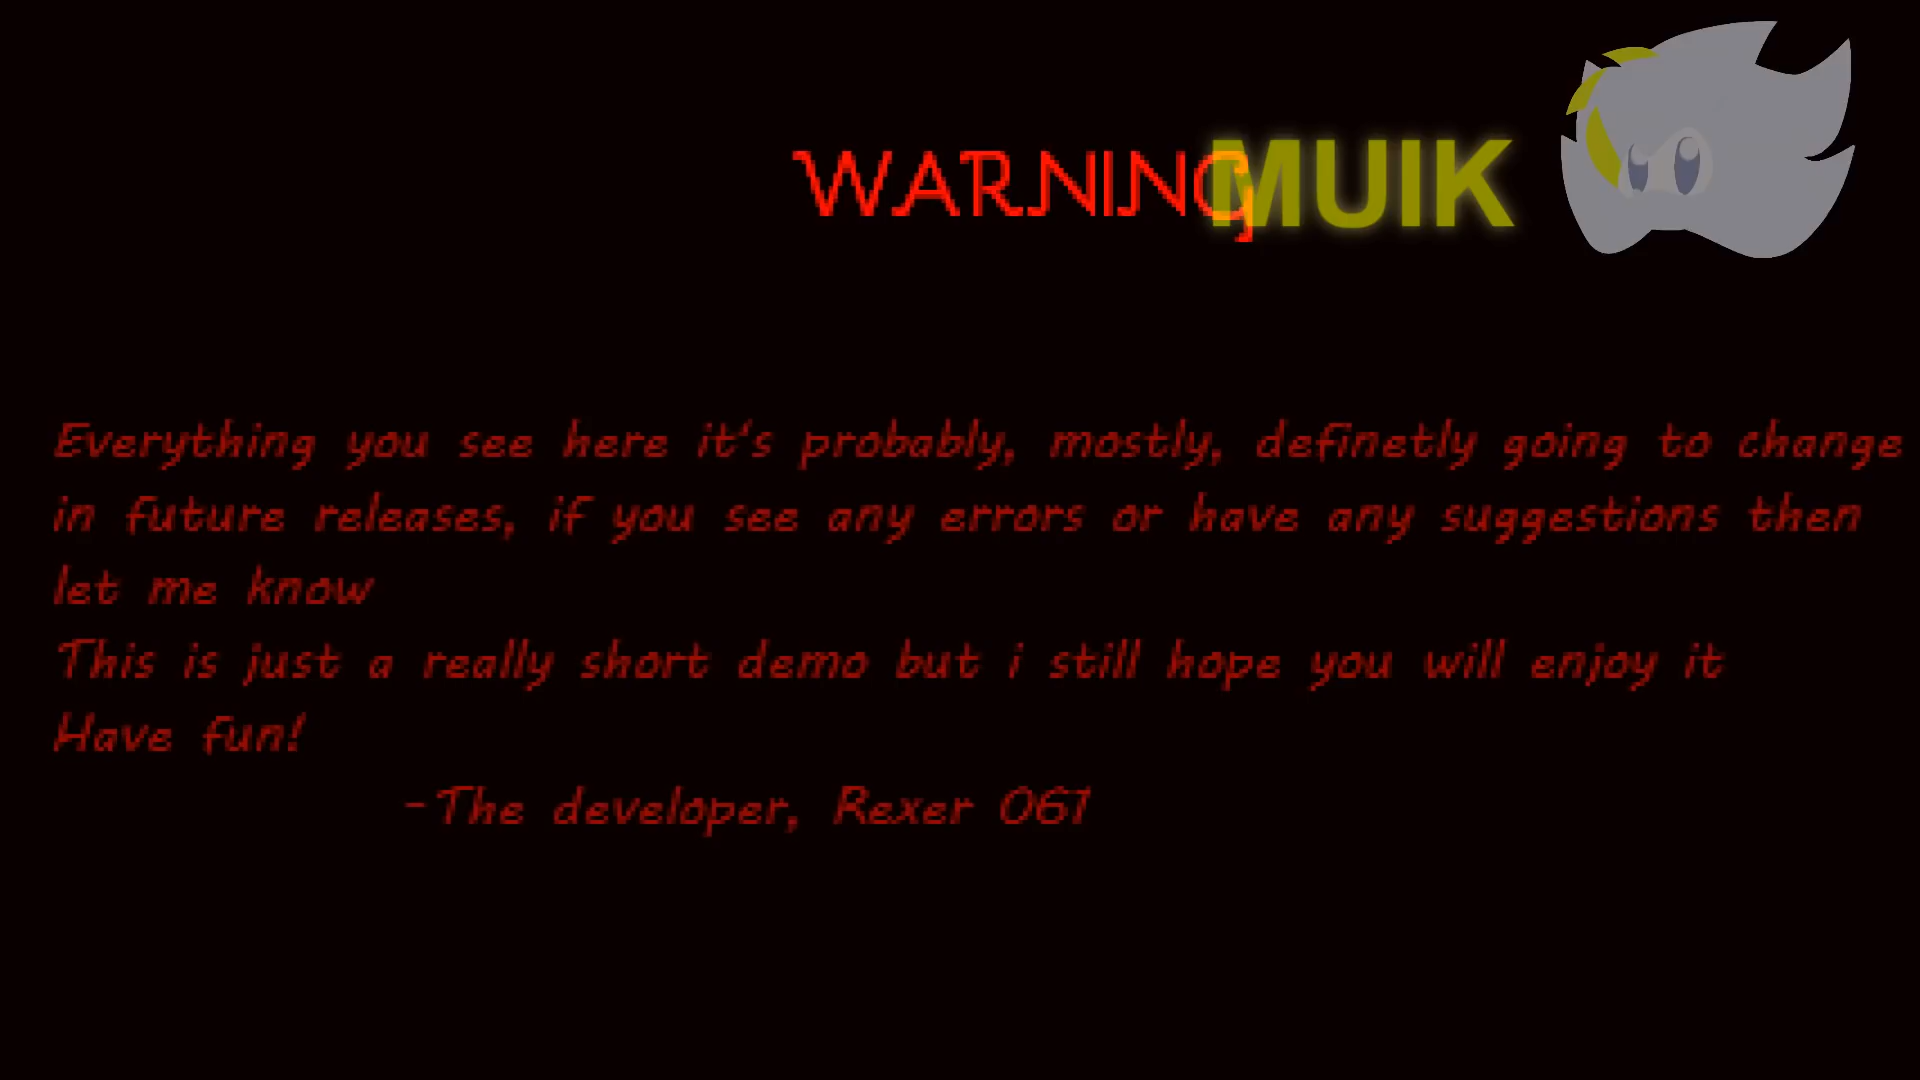 WARNING
MUIK
Everything you see here it's probably, mostly, definetly going to change
in future releases, if you see any errors or have any suggestions then
let me know
This is just a really short demo but i still hope you will enjoy it
Have fun!
-The developer, Rexer 061